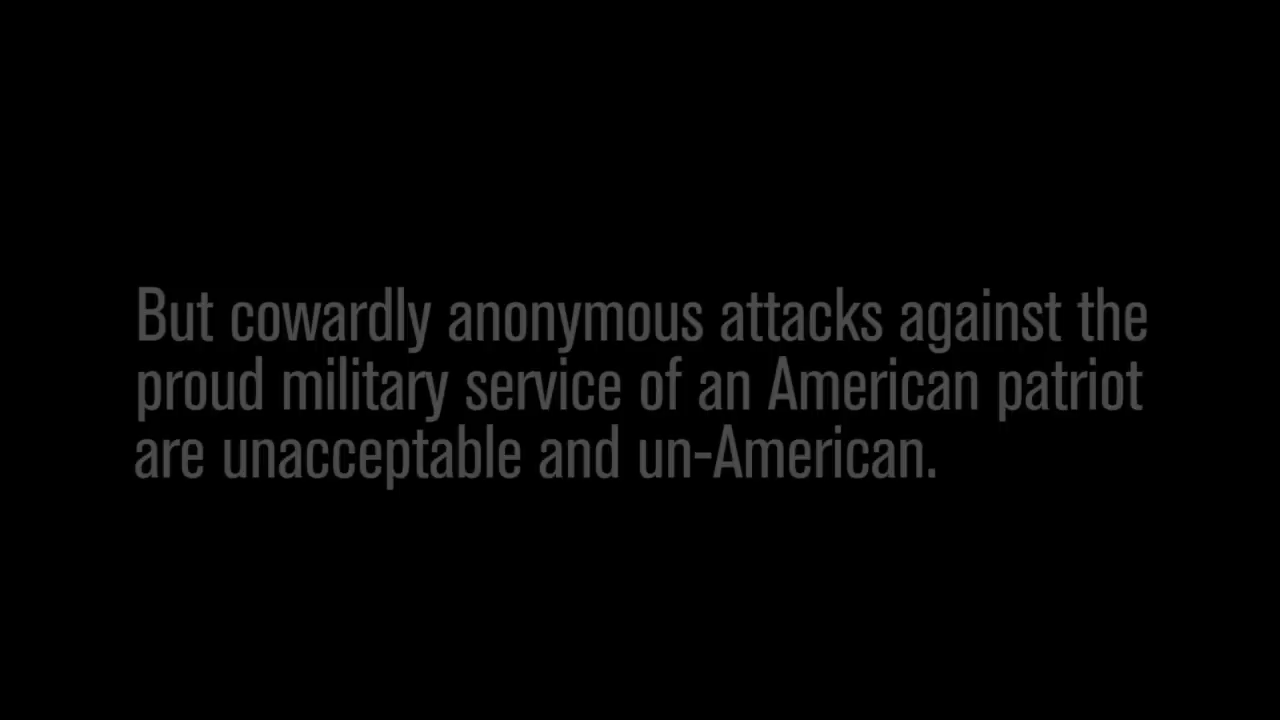 But cowardly anonymous attacks against the
proud military service of an American patriot
are unacceptable and un-American.